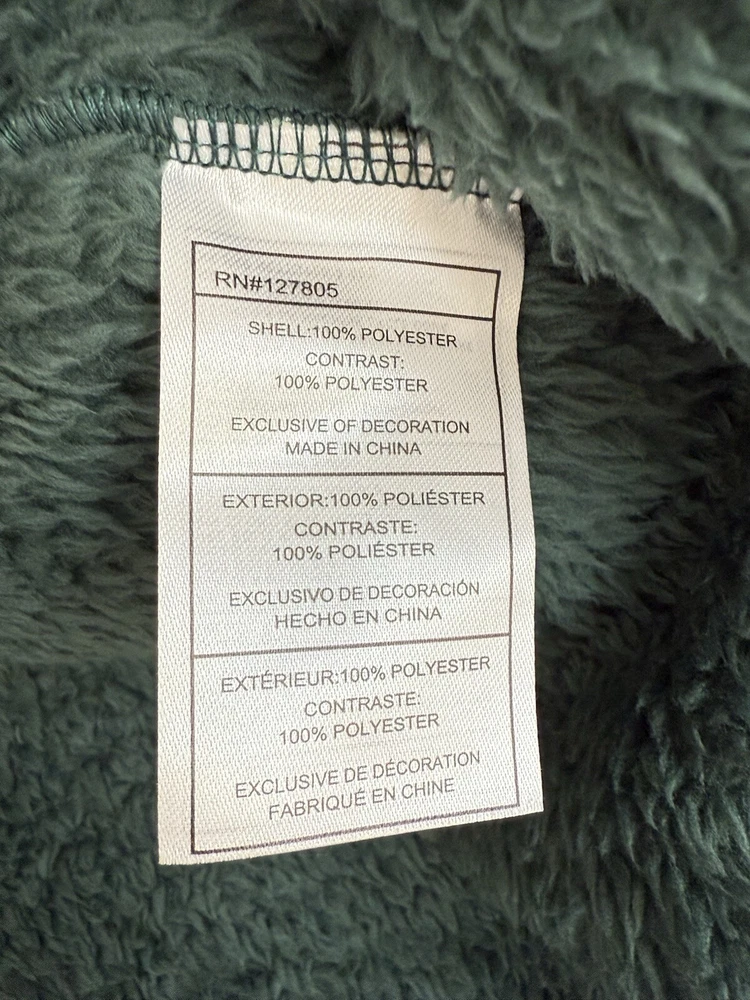 RN#127805
SHELL:100% POLYESTER
CONTRAST:
100% POLYESTER
EXCLUSIVE OF DECORATION
MADE IN CHINA
EXTERIOR:100% POLIÉSTER
CONTRASTE:
100% POLIÉSTER
EXCLUSIVO DE DECORACIÓN
HECHO EN CHINA
EXTÉRIEUR:100% POLYESTER
CONTRASTE:
100% POLYESTER
EXCLUSIVE DE DÉCORATION
FABRIQUÉ EN CHINE